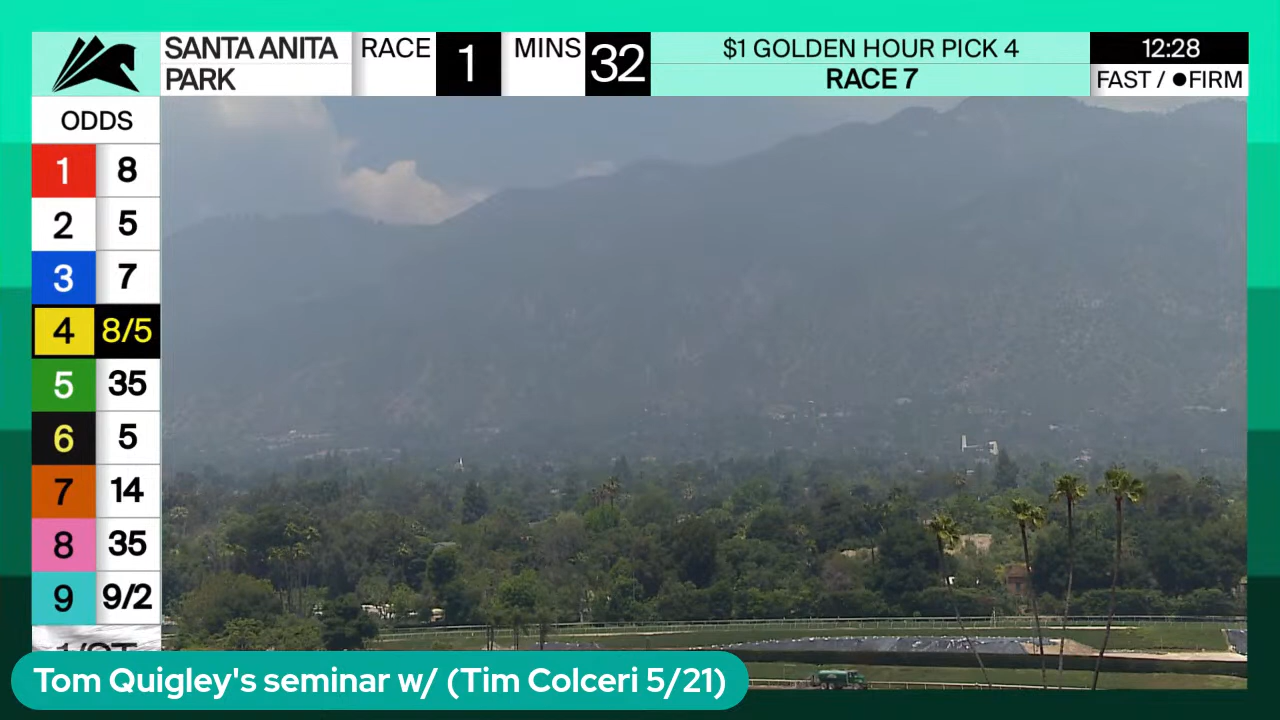 SANTA ANITA
PARK
RACE
1
MINS
32
$1 GOLDEN HOUR PICK 4
RACE 7
12:28
FAST / ●FIRM
ODDS
1 8
2 5
3 7
4 8/5
5 35
6 5
7 14
8 35
9 9/2
Tom Quigley's seminar w/ (Tim Colceri 5/21)